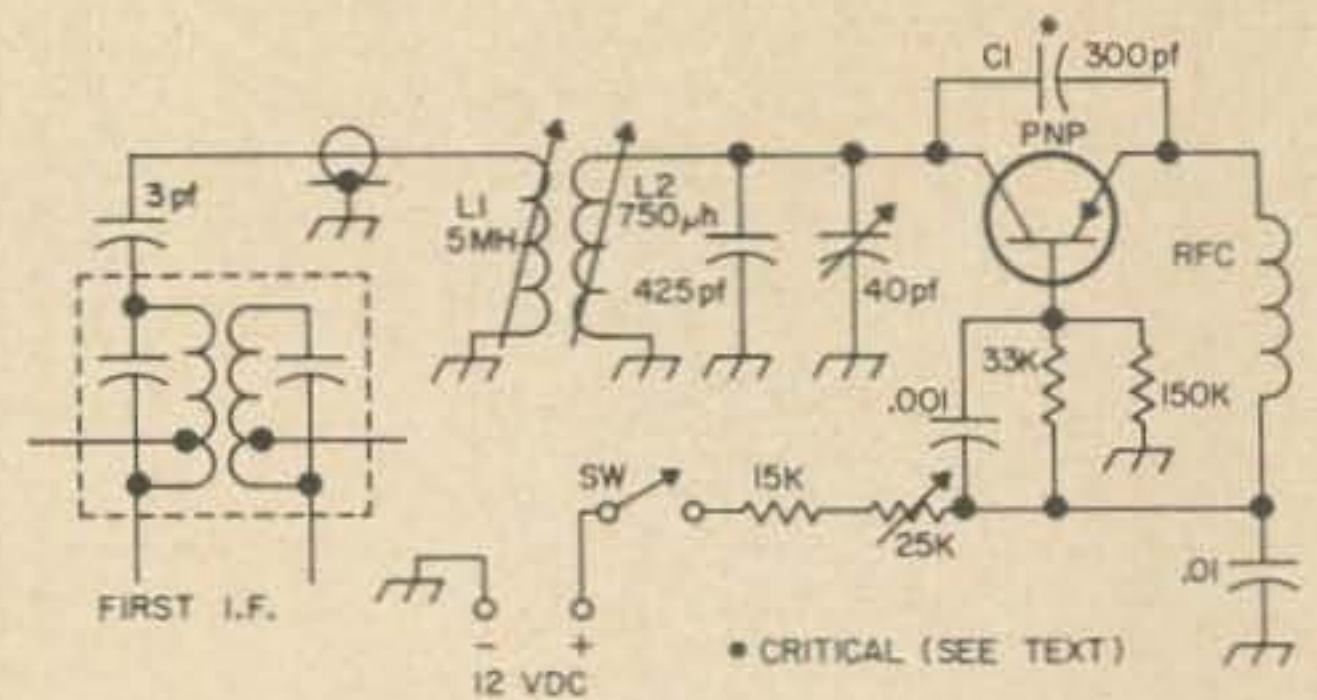 C1 300pf
PNP
3pf
L1
5MH
L2
750µh
425pf
40pf
RFC
33K
150K
.001
SW
15K
25K
.01
FIRST I.F.
- +
12 VDC
• CRITICAL (SEE TEXT)